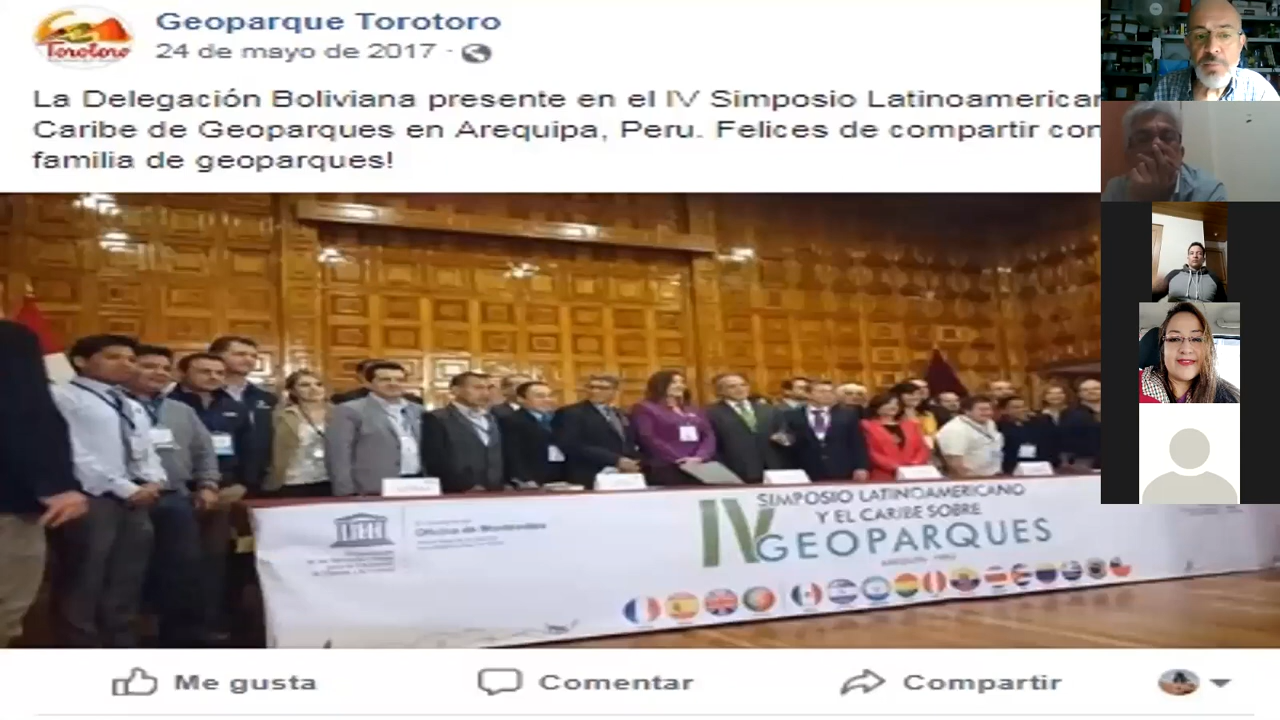 Torotoro
Geoparque Torotoro
24 de mayo de 2017 ·
La Delegación Boliviana presente en el IV Simposio Latinoamerican
Caribe de Geoparques en Arequipa, Peru. Felices de compartir con
familia de geoparques!
Oficina de Montevideo
IV SIMPOSIO LATINOAMERICANO
Y EL CARIBE SOBRE
GEOPARQUES
Me gusta
Comentar
Compartir